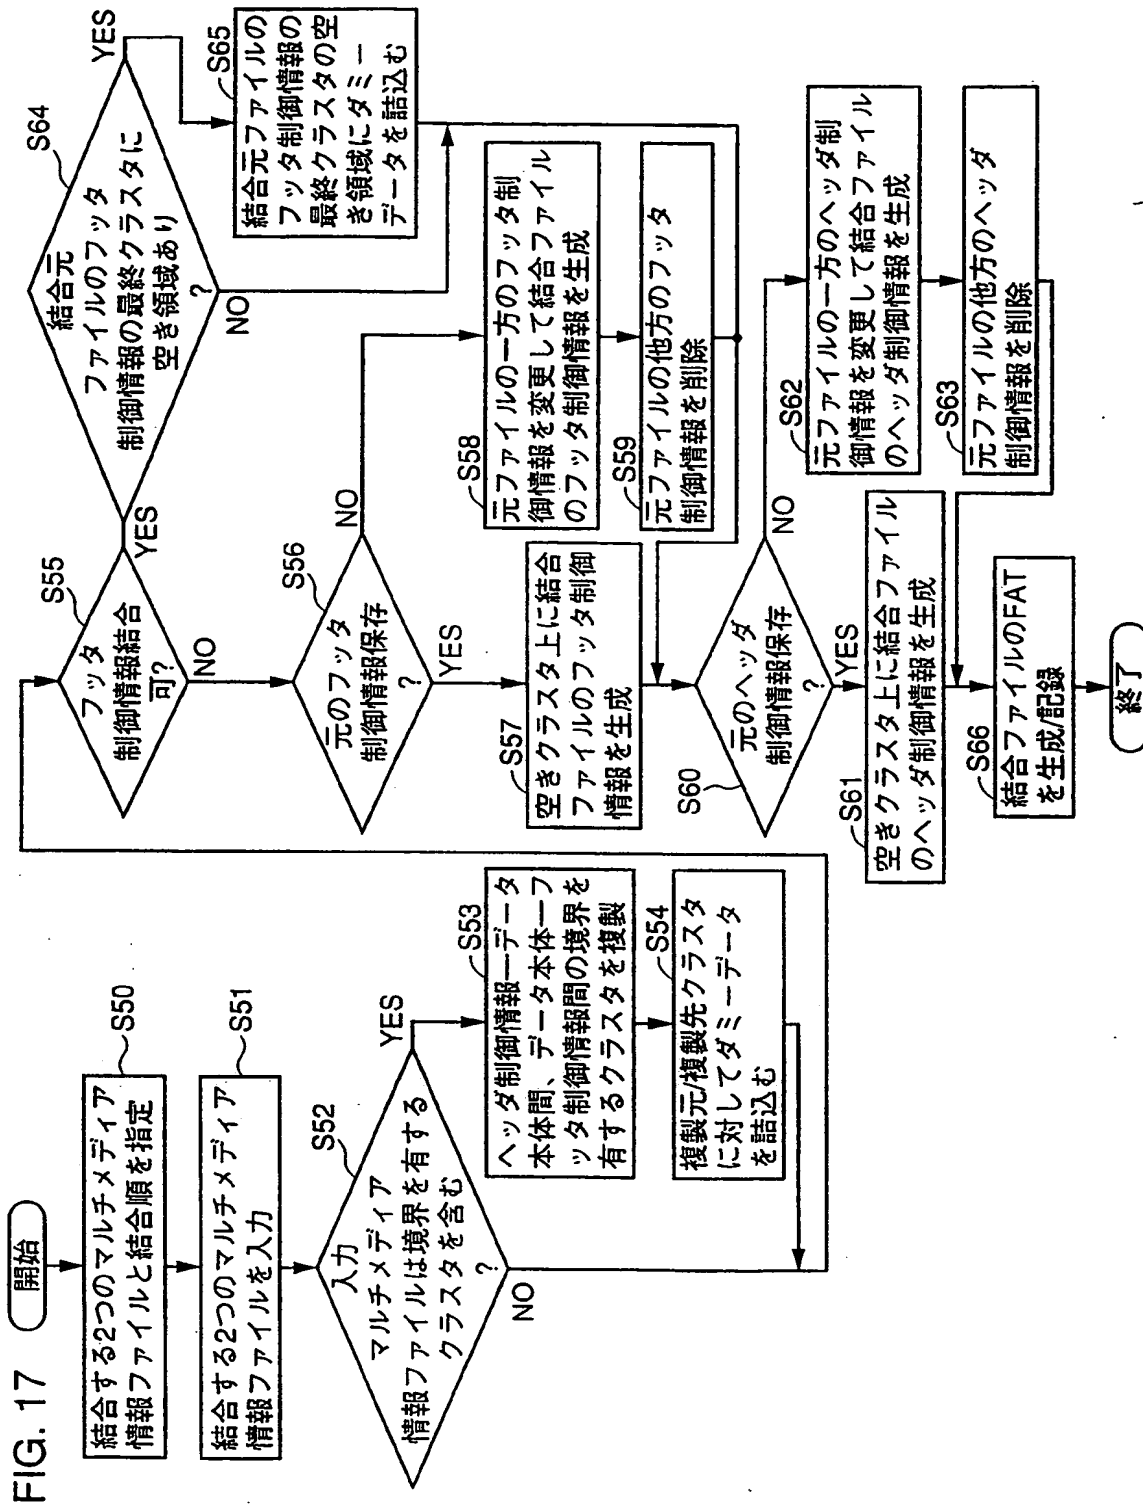 FIG. 17
開始
S50
結合する2つのマルチメディア
情報ファイルと結合順を指定
S51
結合する2つのマルチメディア
情報ファイルを入力
S52
入力
マルチメディア
情報ファイルは境界を有する
クラスタを含む
?
YES
NO
S53
ヘッダ制御情報ーデータ
本体間、データ本体ーフ
ッタ制御情報間の境界を
有するクラスタを複製
S54
複製元/複製先クラスタ
に対してダミーデータ
を詰込む
S55
フッタ
制御情報結合
可?
YES
NO
S64
結合元
ファイルのフッタ
制御情報の最終クラスタに
空き領域あり
?
YES
NO
S65
結合元ファイルの
フッタ制御情報の
最終クラスタの空
き領域にダミー
データを詰込む
S56
元のフッタ
制御情報保存
?
NO
YES
S57
空きクラスタ上に結合
ファイルのフッタ制御
情報を生成
S58
元ファイルの一方のフッタ制
御情報を変更して結合ファイル
のフッタ制御情報を生成
S59
元ファイルの他方のフッタ
制御情報を削除
S60
元のヘッダ
制御情報保存
?
NO
YES
S61
空きクラスタ上に結合ファイル
のヘッダ制御情報を生成
S62
元ファイルの一方のヘッダ制
御情報を変更して結合ファイル
のヘッダ制御情報を生成
S63
元ファイルの他方のヘッダ
制御情報を削除
S66
結合ファイルのFAT
を生成/記録
終了